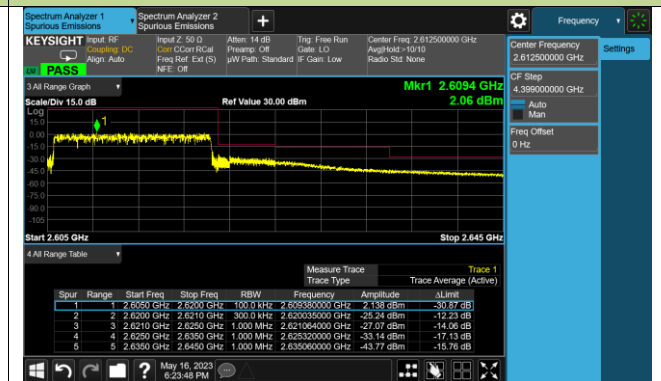 Spectrum Analyzer 1
Spurious Emissions
Spectrum Analyzer 2
Spurious Emissions
+
Frequency
KEYSIGHT
Input: RF
Coupling: DC
Align: Auto
Input Z: 50 Ω
Corr CCorr RCal
Freq Ref: Ext (S)
NFE: Off
Atten: 14 dB
Preamp: Off
µW Path: Standard
Trig: Free Run
Gate: LO
IF Gain: Low
Center Freq: 2.612500000 GHz
Avg|Hold:>10/10
Radio Std: None
LXI PASS
Center Frequency
2.612500000 GHz
Settings
CF Step
4.399000000 GHz
Auto
Man
Freq Offset
0 Hz
3 All Range Graph
Mkr1 2.6094 GHz
Scale/Div 15.0 dB
Ref Value 30.00 dBm
2.06 dBm
Log
15.0
0.00
-15.0
-30.0
-45.0
-60.0
-75.0
-90.0
-105
1
Start 2.605 GHz
Stop 2.645 GHz
4 All Range Table
Measure Trace Trace 1
Trace Type Trace Average (Active)
Spur Range Start Freq Stop Freq RBW Frequency Amplitude ΔLimit
1 1 2.6050 GHz 2.6200 GHz 100.0 kHz 2.609380000 GHz 2.138 dBm -30.87 dB
2 2 2.6200 GHz 2.6210 GHz 300.0 kHz 2.620035000 GHz -25.24 dBm -12.23 dB
3 3 2.6210 GHz 2.6250 GHz 1.000 MHz 2.621064000 GHz -27.07 dBm -14.06 dB
4 4 2.6250 GHz 2.6350 GHz 1.000 MHz 2.625320000 GHz -33.14 dBm -17.13 dB
5 5 2.6350 GHz 2.6450 GHz 1.000 MHz 2.635060000 GHz -43.77 dBm -15.76 dB
?
May 16, 2023
6:23:48 PM